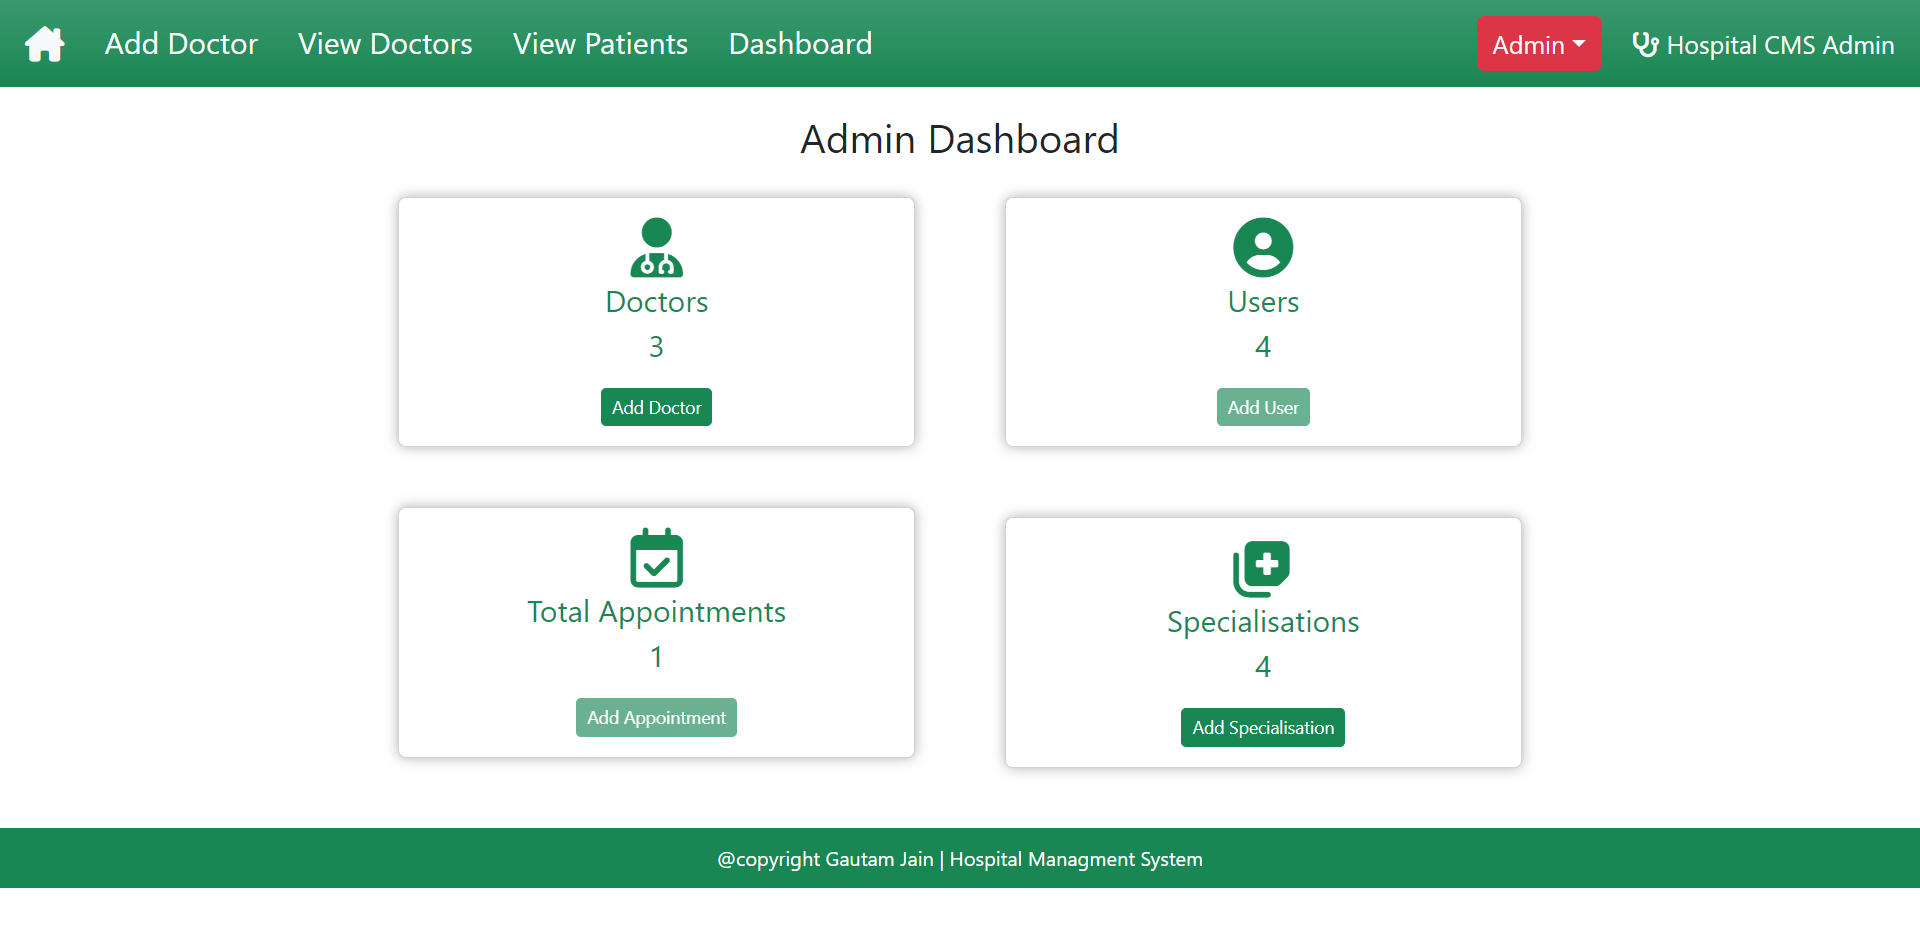 Add Doctor View Doctors View Patients Dashboard Admin Hospital CMS Admin
Admin Dashboard
Doctors
3
Add Doctor
Users
4
Add User
Total Appointments
1
Add Appointment
Specialisations
4
Add Specialisation
@copyright Gautam Jain | Hospital Managment System